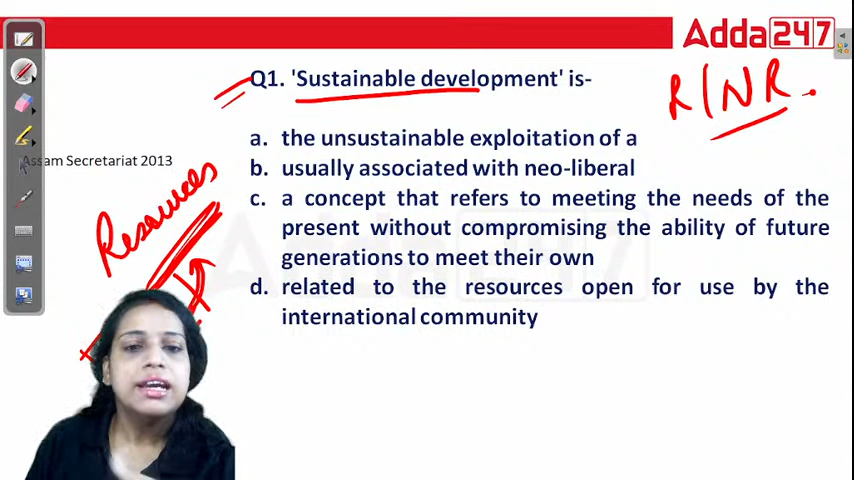 Adda247
Q1. 'Sustainable development' is-
R/NR.
a. the unsustainable exploitation of a
Assam Secretariat 2013
b. usually associated with neo-liberal
c. a concept that refers to meeting the needs of the
present without compromising the ability of future
generations to meet their own
d. related to the resources open for use by the
international community
Resources